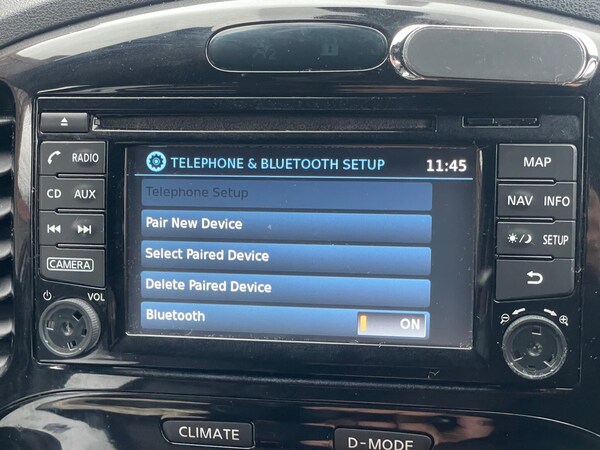 TELEPHONE & BLUETOOTH SETUP 11:45
Telephone Setup
Pair New Device
Select Paired Device
Delete Paired Device
Bluetooth ON
RADIO
CD AUX
CAMERA
VOL
MAP
NAV INFO
SETUP
CLIMATE
D-MODE